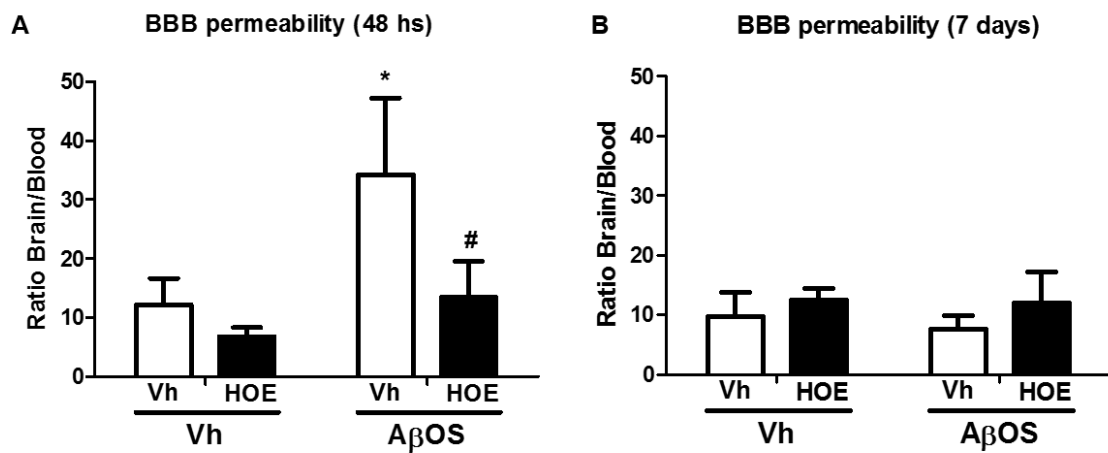 A
BBB permeability (48 hs)
Ratio Brain/Blood
50
40
30
20
10
0
*
#
Vh
HOE
Vh
HOE
Vh
AβOS
B
BBB permeability (7 days)
Ratio Brain/Blood
50
40
30
20
10
0
Vh
HOE
Vh
HOE
Vh
AβOS